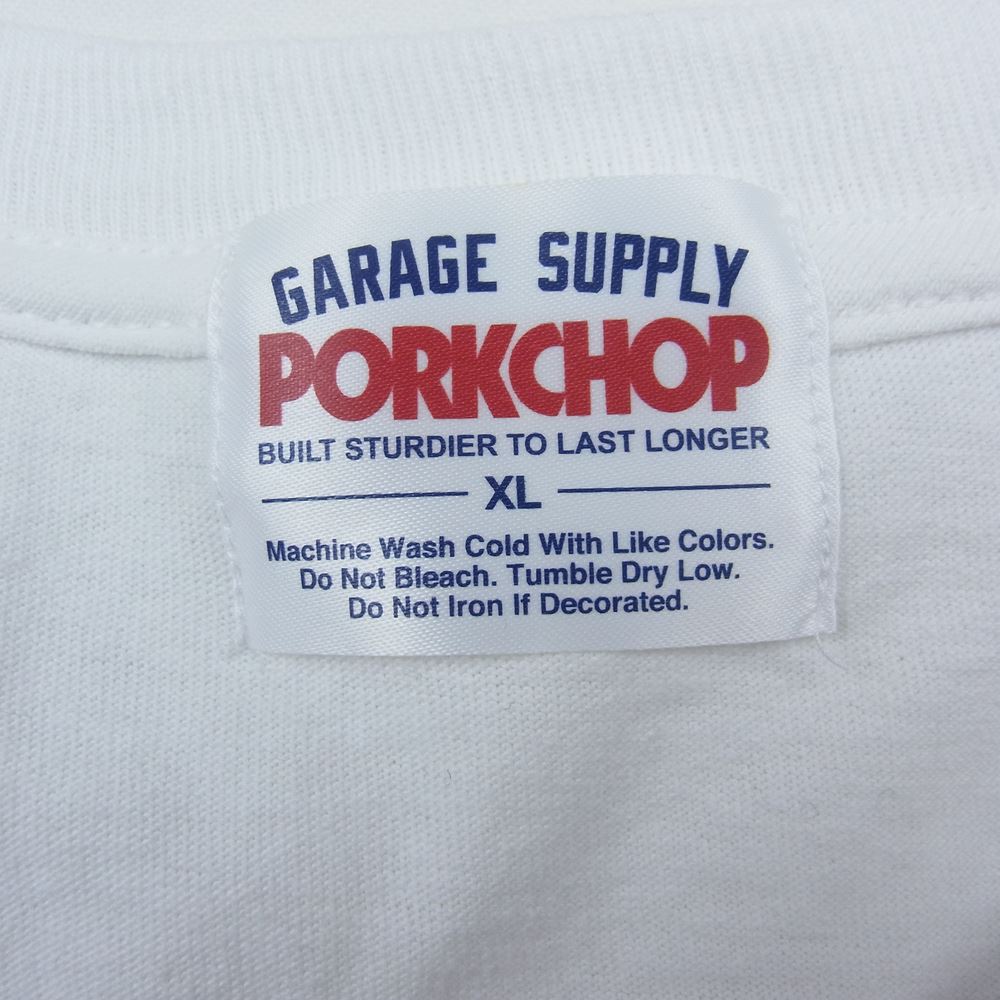 GARAGE SUPPLY
PORKCHOP
BUILT STURDIER TO LAST LONGER
XL
Machine Wash Cold With Like Colors.
Do Not Bleach. Tumble Dry Low.
Do Not Iron If Decorated.